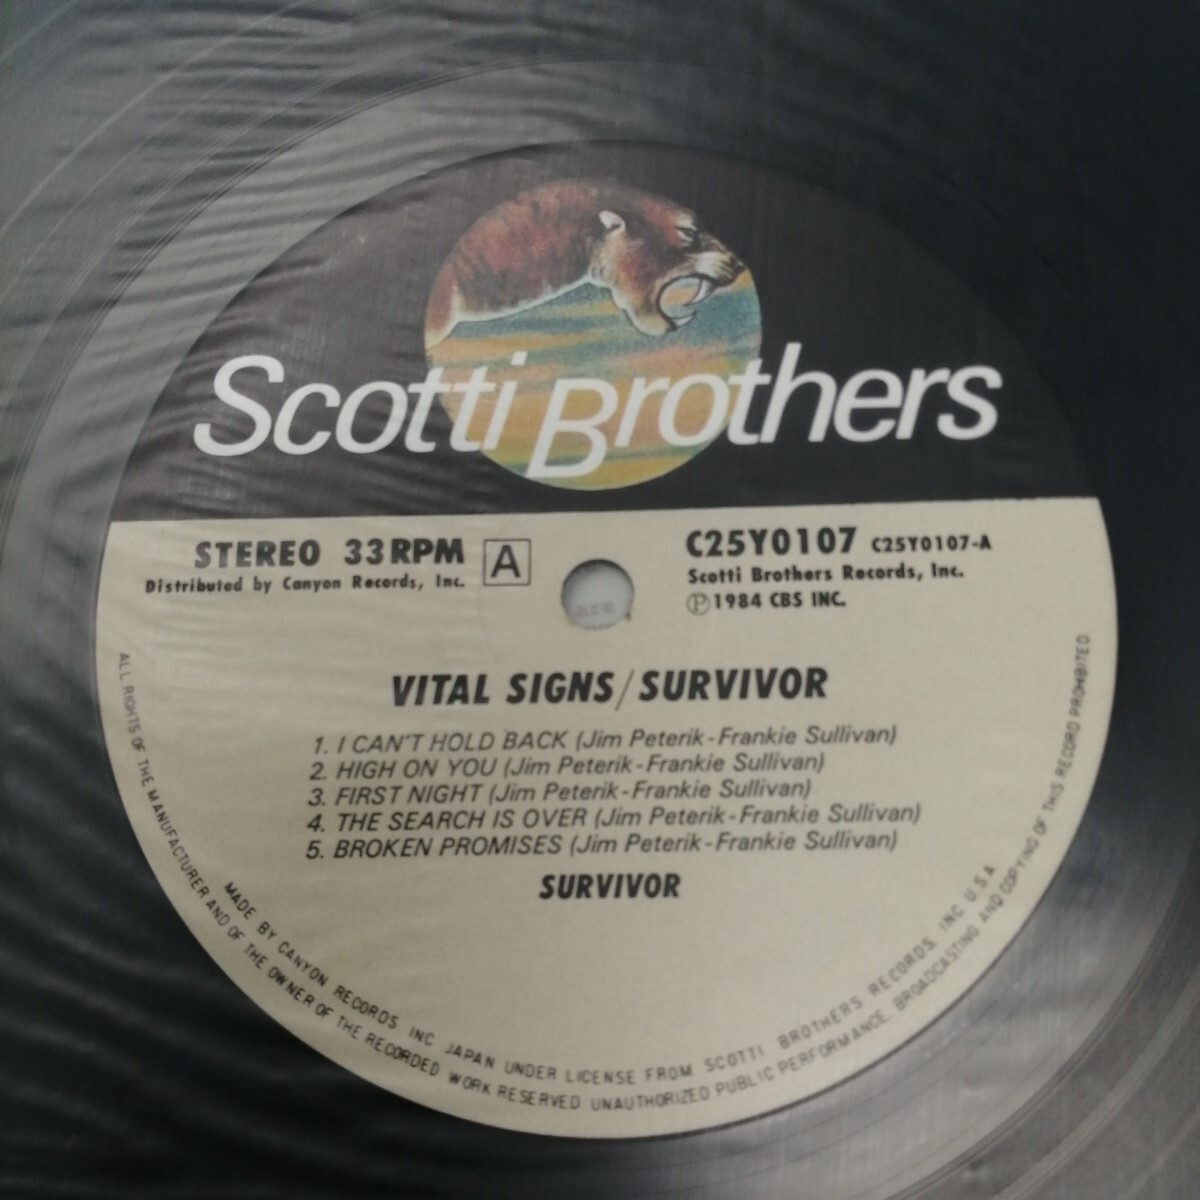 Scotti Brothers
STEREO 33RPM A
Distributed by Canyon Records, Inc.
C25Y0107 C25Y0107-A
Scotti Brothers Records, Inc.
Ⓟ1984 CBS INC.
VITAL SIGNS/SURVIVOR
1. I CAN'T HOLD BACK (Jim Peterik-Frankie Sullivan)
2. HIGH ON YOU (Jim Peterik-Frankie Sullivan)
3. FIRST NIGHT (Jim Peterik-Frankie Sullivan)
4. THE SEARCH IS OVER (Jim Peterik-Frankie Sullivan)
5. BROKEN PROMISES (Jim Peterik-Frankie Sullivan)
SURVIVOR
MADE BY CANYON RECORDS INC JAPAN UNDER LICENSE FROM SCOTTI BROTHERS RECORDS, INC U.S.A
ALL RIGHTS OF THE MANUFACTURER AND OF THE OWNER OF THE RECORDED WORK RESERVED UNAUTHORIZED PUBLIC PERFORMANCE, BROADCASTING AND COPYING OF THIS RECORD PROHIBITED